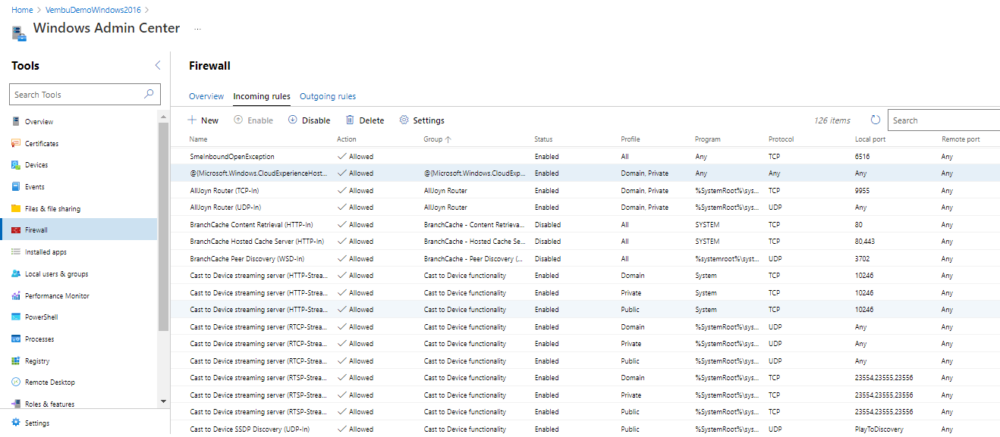 Home > VembuDemoWindows2016 >
Windows Admin Center ...
Tools
Search Tools
Overview
Certificates
Devices
Events
Files & file sharing
Firewall
Installed apps
Local users & groups
Performance Monitor
PowerShell
Processes
Registry
Remote Desktop
Roles & features
Settings
Firewall
Overview Incoming rules Outgoing rules
New Enable Disable Delete Settings 126 items Search
Name Action Group Status Profile Program Protocol Local port Remote port
SmeInboundOpenException Allowed Enabled All Any TCP 6516 Any
@{Microsoft.Windows.CloudExperienceHost... Allowed @{Microsoft.Windows.CloudExp... Enabled Domain, Private Any Any Any Any
AllJoyn Router (TCP-In) Allowed AllJoyn Router Enabled Domain, Private %SystemRoot%\sys... TCP 9955 Any
AllJoyn Router (UDP-In) Allowed AllJoyn Router Enabled Domain, Private %SystemRoot%\sys... UDP Any Any
BranchCache Content Retrieval (HTTP-In) Allowed BranchCache - Content Retrieva... Disabled All SYSTEM TCP 80 Any
BranchCache Hosted Cache Server (HTTP-In) Allowed BranchCache - Hosted Cache Se... Disabled All SYSTEM TCP 80,443 Any
BranchCache Peer Discovery (WSD-In) Allowed BranchCache - Peer Discovery (... Disabled All %systemroot%\syst... UDP 3702 Any
Cast to Device streaming server (HTTP-Strea... Allowed Cast to Device functionality Enabled Domain System TCP 10246 Any
Cast to Device streaming server (HTTP-Strea... Allowed Cast to Device functionality Enabled Private System TCP 10246 Any
Cast to Device streaming server (HTTP-Strea... Allowed Cast to Device functionality Enabled Public System TCP 10246 Any
Cast to Device streaming server (RTCP-Strea... Allowed Cast to Device functionality Enabled Domain %SystemRoot%\sys... UDP Any Any
Cast to Device streaming server (RTCP-Strea... Allowed Cast to Device functionality Enabled Private %SystemRoot%\sys... UDP Any Any
Cast to Device streaming server (RTCP-Strea... Allowed Cast to Device functionality Enabled Public %SystemRoot%\sys... UDP Any Any
Cast to Device streaming server (RTSP-Strea... Allowed Cast to Device functionality Enabled Domain %SystemRoot%\sys... TCP 23554,23555,23556 Any
Cast to Device streaming server (RTSP-Strea... Allowed Cast to Device functionality Enabled Private %SystemRoot%\sys... TCP 23554,23555,23556 Any
Cast to Device streaming server (RTSP-Strea... Allowed Cast to Device functionality Enabled Public %SystemRoot%\sys... TCP 23554,23555,23556 Any
Cast to Device SSDP Discovery (UDP-In) Allowed Cast to Device functionality Enabled Public %SystemRoot%\sys... UDP PlayToDiscovery Any